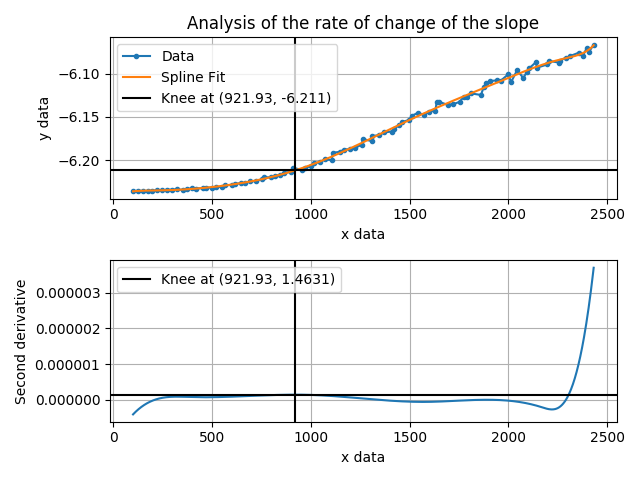 Analysis of the rate of change of the slope
Data
Spline Fit
Knee at (921.93, -6.211)
y data
−6.10
−6.15
−6.20
0 500 1000 1500 2000 2500
x data
Knee at (921.93, 1.4631)
Second derivative
0.000003
0.000002
0.000001
0.000000
0 500 1000 1500 2000 2500
x data